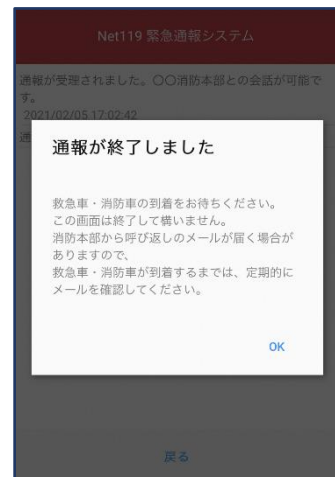 Net119 緊急通報システム
通報が受理されました。〇〇消防本部との会話が可能で
す。
2021/02/05 17:02:42
通
通報が終了しました
救急車・消防車の到着をお待ちください。
この画面は終了して構いません。
消防本部から呼び返しのメールが届く場合が
ありますので、
救急車・消防車が到着するまでは、定期的に
メールを確認してください。
OK
戻る